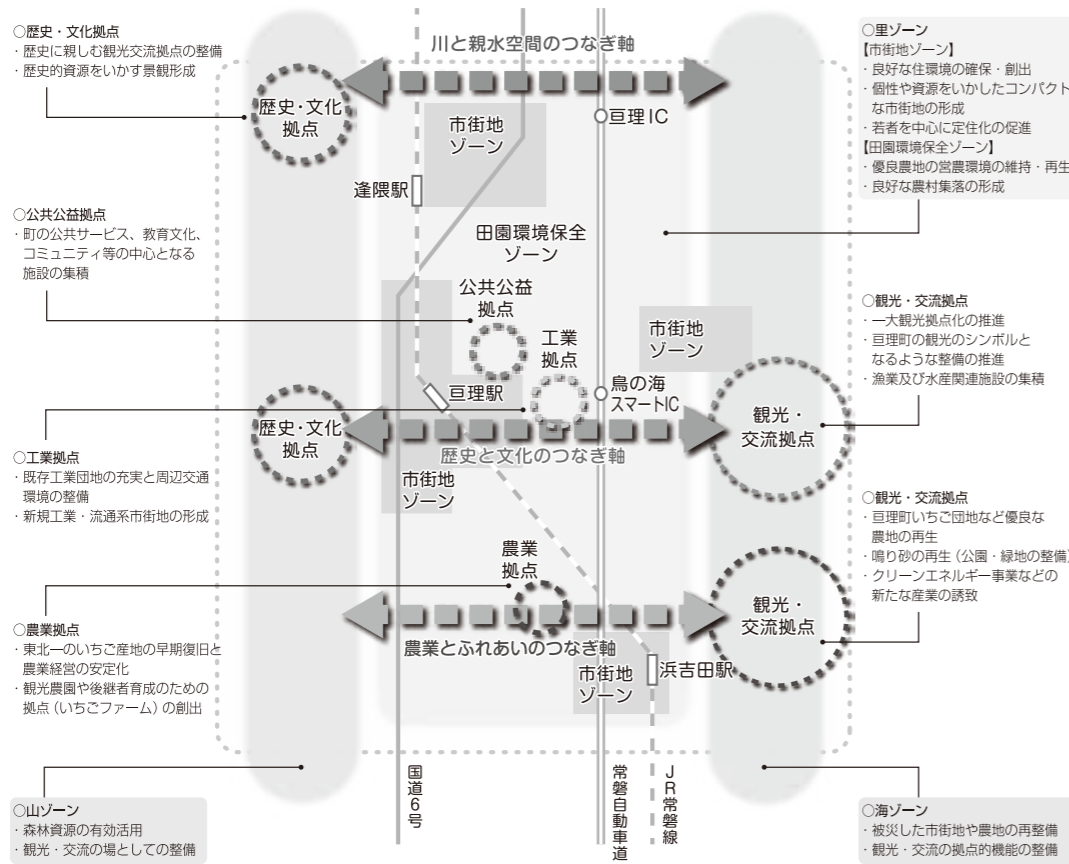 ○歴史・文化拠点
・歴史に親しむ観光交流拠点の整備
・歴史的資源をいかす景観形成
○公共公益拠点
・町の公共サービス、教育文化、
コミュニティ等の中心となる
施設の集積
○工業拠点
・既存工業団地の充実と周辺交通
環境の整備
・新規工業・流通系市街地の形成
○農業拠点
・東北一のいちご産地の早期復旧と
農業経営の安定化
・観光農園や後継者育成のための
拠点（いちごファーム）の創出
○山ゾーン
・森林資源の有効活用
・観光・交流の場としての整備
川と親水空間のつなぎ軸
歴史・文化
拠点
市街地
ゾーン
亘理IC
逢隈駅
田園環境保全
ゾーン
公共公益
拠点
工業
拠点
市街地
ゾーン
亘理駅
鳥の海
スマートIC
歴史・文化
拠点
観光・
交流拠点
歴史と文化のつなぎ軸
市街地
ゾーン
農業
拠点
観光・
交流拠点
農業とふれあいのつなぎ軸
市街地
ゾーン
浜吉田駅
国道6号
常磐自動車道
JR常磐線
○里ゾーン
【市街地ゾーン】
・良好な住環境の確保・創出
・個性や資源をいかしたコンパクト
な市街地の形成
・若者を中心に定住化の促進
【田園環境保全ゾーン】
・優良農地の営農環境の維持・再生
・良好な農村集落の形成
○観光・交流拠点
・一大観光拠点化の推進
・亘理町の観光のシンボルと
なるような整備の推進
・漁業及び水産関連施設の集積
○観光・交流拠点
・亘理町いちご団地など優良な
農地の再生
・鳴り砂の再生（公園・緑地の整備）
・クリーンエネルギー事業などの
新たな産業の誘致
○海ゾーン
・被災した市街地や農地の再整備
・観光・交流の拠点的機能の整備